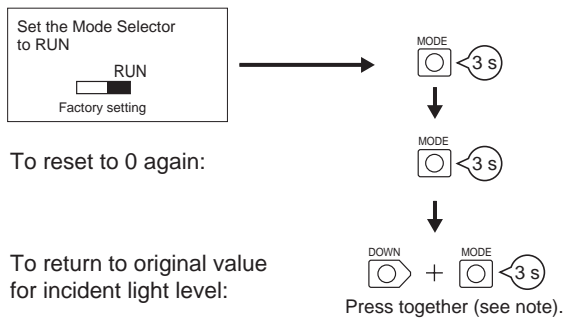 Set the Mode Selector
to RUN
RUN
Factory setting
MODE
3 s
To reset to 0 again:
MODE
3 s
To return to original value
for incident light level:
DOWN
+
MODE
3 s
Press together (see note).